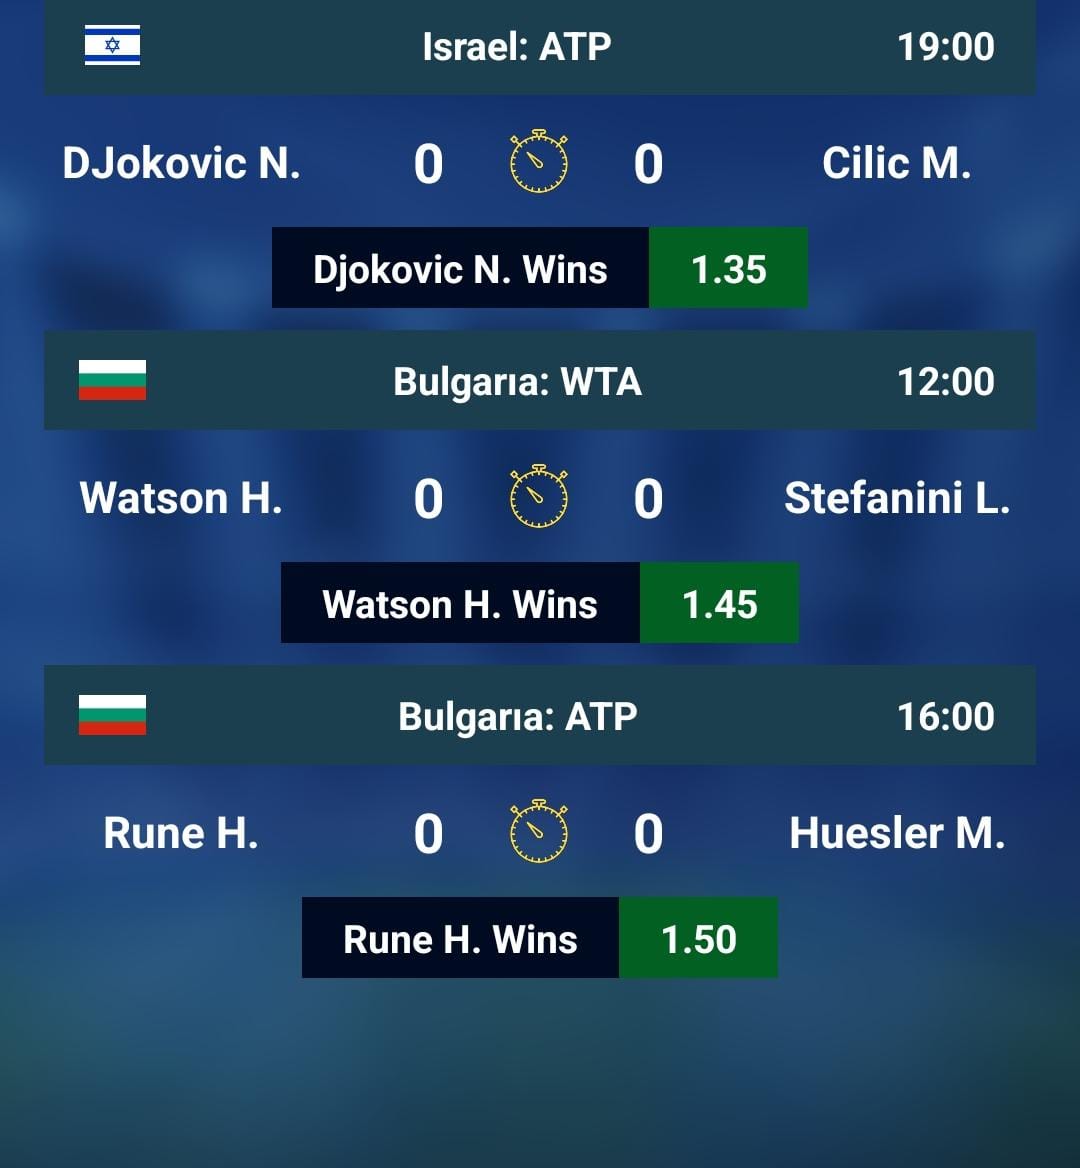 Israel: ATP 19:00
DJokovic N. 0 0 Cilic M.
Djokovic N. Wins 1.35
Bulgarıa: WTA 12:00
Watson H. 0 0 Stefanini L.
Watson H. Wins 1.45
Bulgarıa: ATP 16:00
Rune H. 0 0 Huesler M.
Rune H. Wins 1.50